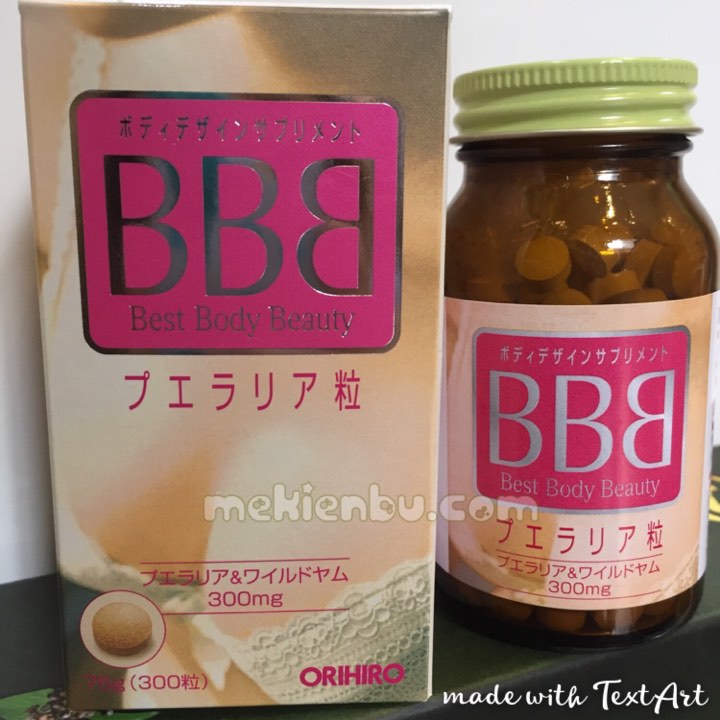 ボディデザインサプリメント
BBB
Best Body Beauty
プエラリア粒
プエラリア&ワイルドヤム
300mg
75g (300粒)
ORIHIRO
ボディデザインサプリメント
BBB
Best Body Beauty
プエラリア粒
プエラリア&ワイルドヤム
300mg
mekienbu.com
made with TextArt